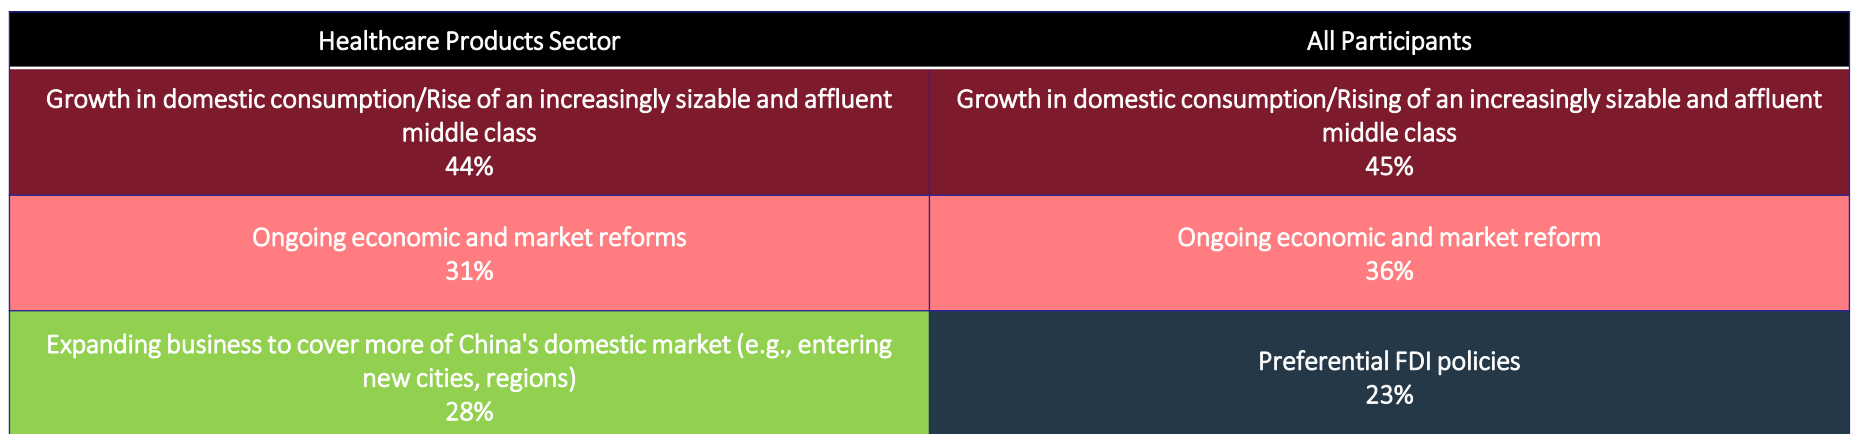 Healthcare Products Sector
All Participants
Growth in domestic consumption/Rise of an increasingly sizable and affluent
middle class
44%
Growth in domestic consumption/Rising of an increasingly sizable and affluent
middle class
45%
Ongoing economic and market reforms
31%
Ongoing economic and market reform
36%
Expanding business to cover more of China's domestic market (e.g., entering
new cities, regions)
28%
Preferential FDI policies
23%